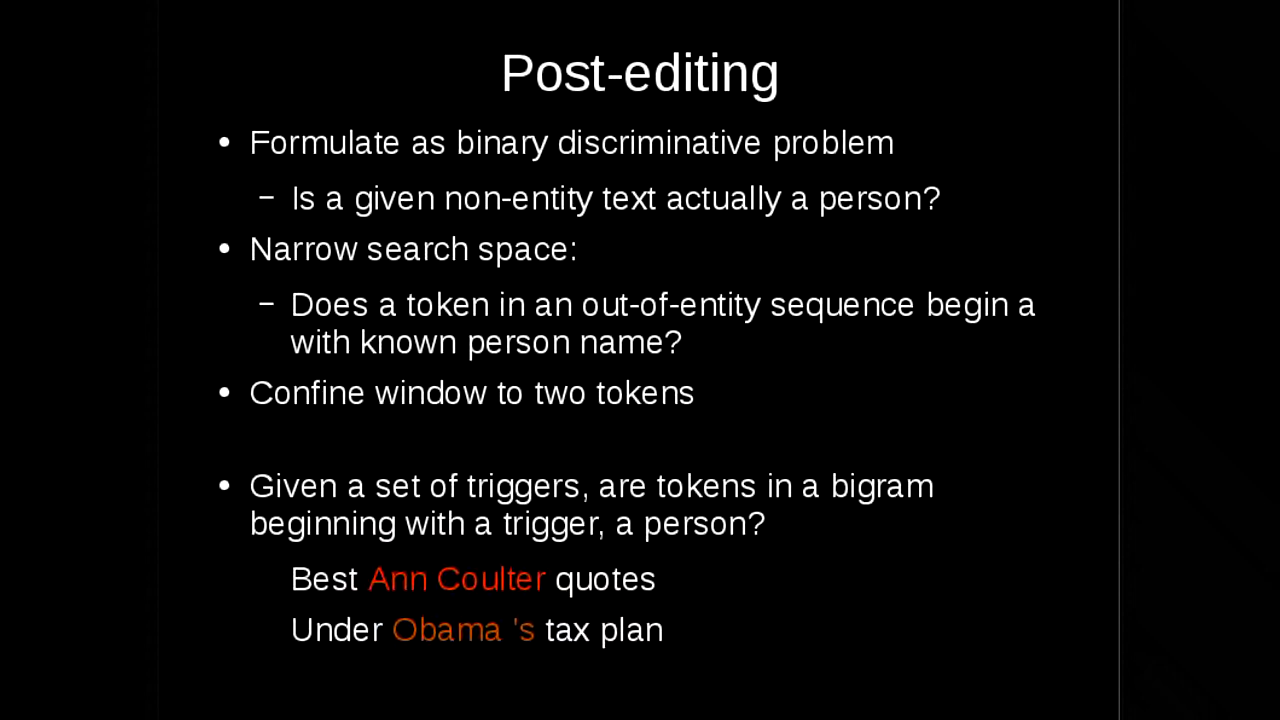 Post-editing
• Formulate as binary discriminative problem
– Is a given non-entity text actually a person?
• Narrow search space:
– Does a token in an out-of-entity sequence begin a
with known person name?
• Confine window to two tokens
• Given a set of triggers, are tokens in a bigram
beginning with a trigger, a person?
Best Ann Coulter quotes
Under Obama 's tax plan